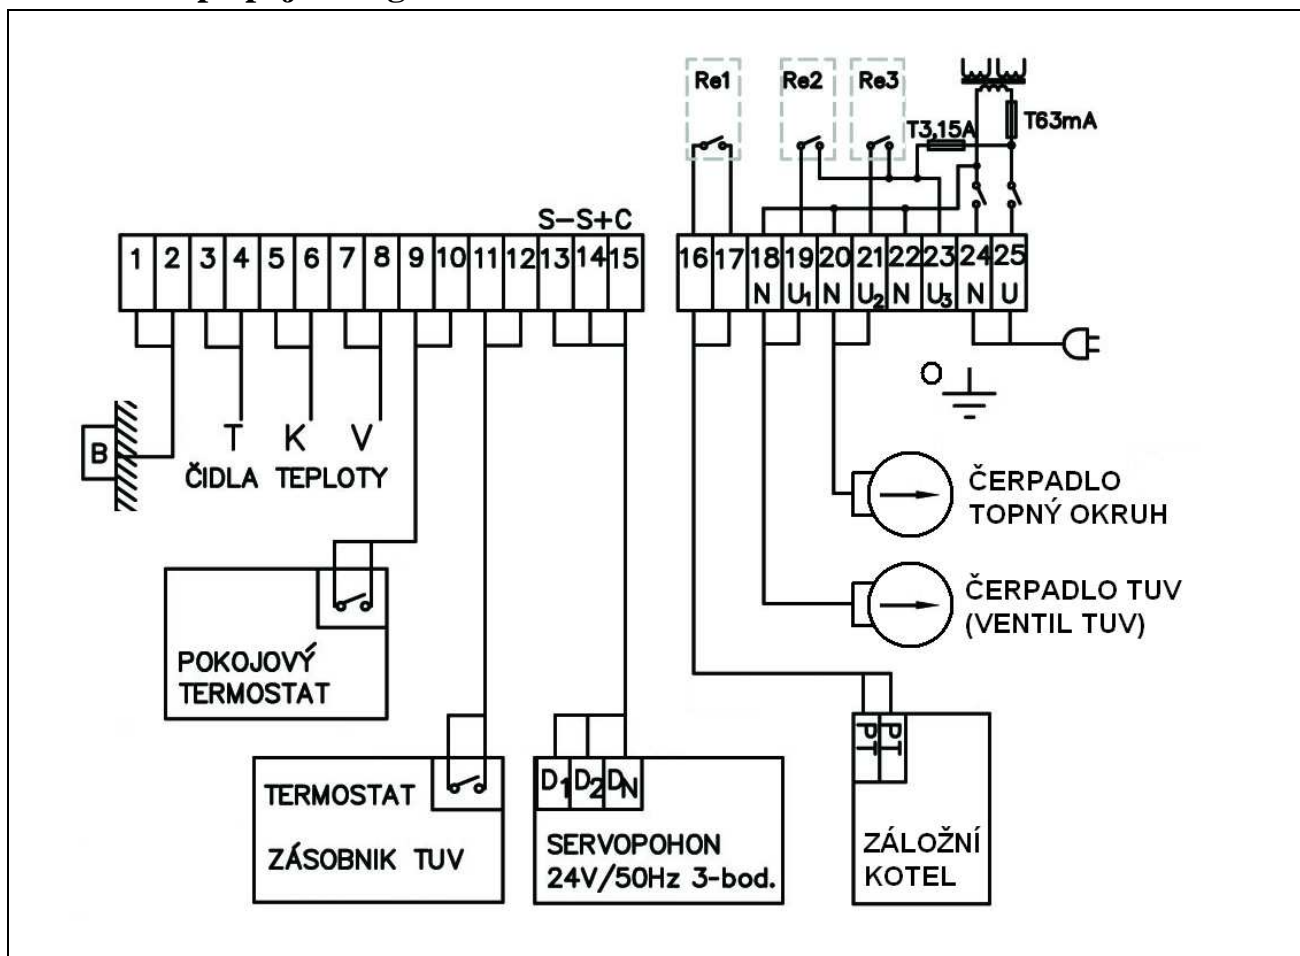 Re1
Re2
Re3
T3,15A
T63mA
S-S+C
1 2 3 4 5 6 7 8 9 10 11 12 13 14 15
16 17 18 19 20 21 22 23 24 25
N U1 N U2 N U3 N U
B
T K V
ČIDLA TEPLOTY
ČERPADLO
TOPNÝ OKRUH
ČERPADLO TUV
(VENTIL TUV)
POKOJOVÝ
TERMOSTAT
TERMOSTAT
ZÁSOBNIK TUV
D1 D2 DN
SERVOPOHON
24V/50Hz 3-bod.
PT PT
ZÁLOŽNÍ
KOTEL